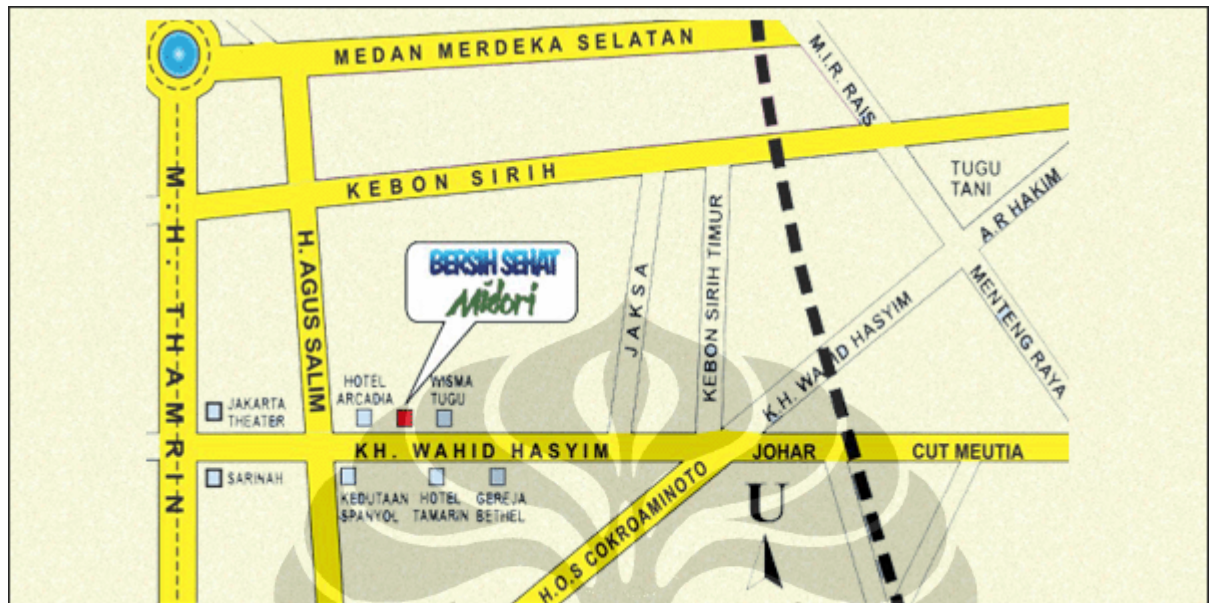 MEDAN MERDEKA SELATAN
M.I.R. RAIS
KEBON SIRIH
TUGU
TANI
A.R HAKIM
M.H. THAMRIN
H. AGUS SALIM
BERSIH SEHAT
Midori
JAKSA
KEBON SIRIH TIMUR
K.H. WAHID HASYIM
MENTENG RAYA
HOTEL
ARCADIA
WISMA
TUGU
JAKARTA
THEATER
KH. WAHID HASYIM
JOHAR
CUT MEUTIA
SARINAH
KEDUTAAN
SPANYOL
HOTEL
TAMARIN
GEREJA
BETHEL
H.O.S COKROAMINOTO
U